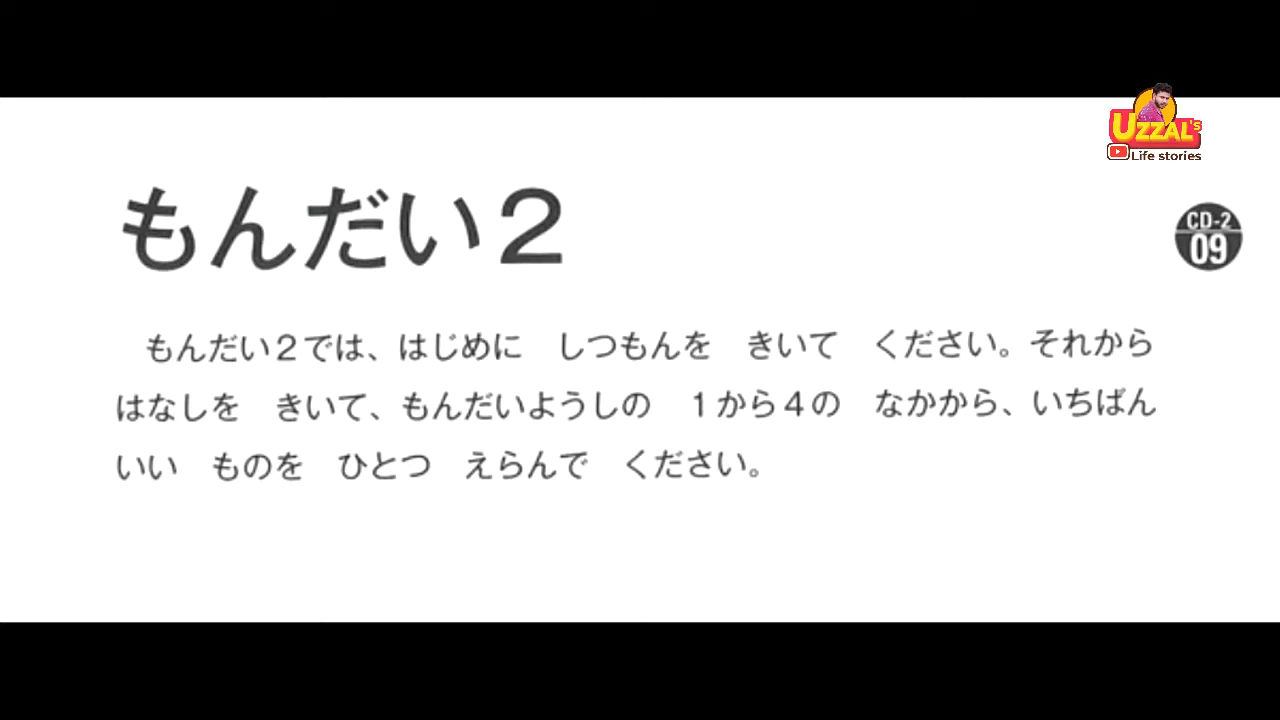 UZZAL's
Life stories
もんだい2
CD-2
09
もんだい2では、はじめに　しつもんを　きいて　ください。それから
はなしを　きいて、もんだいようしの　1から4の　なかから、いちばん
いい　ものを　ひとつ　えらんで　ください。